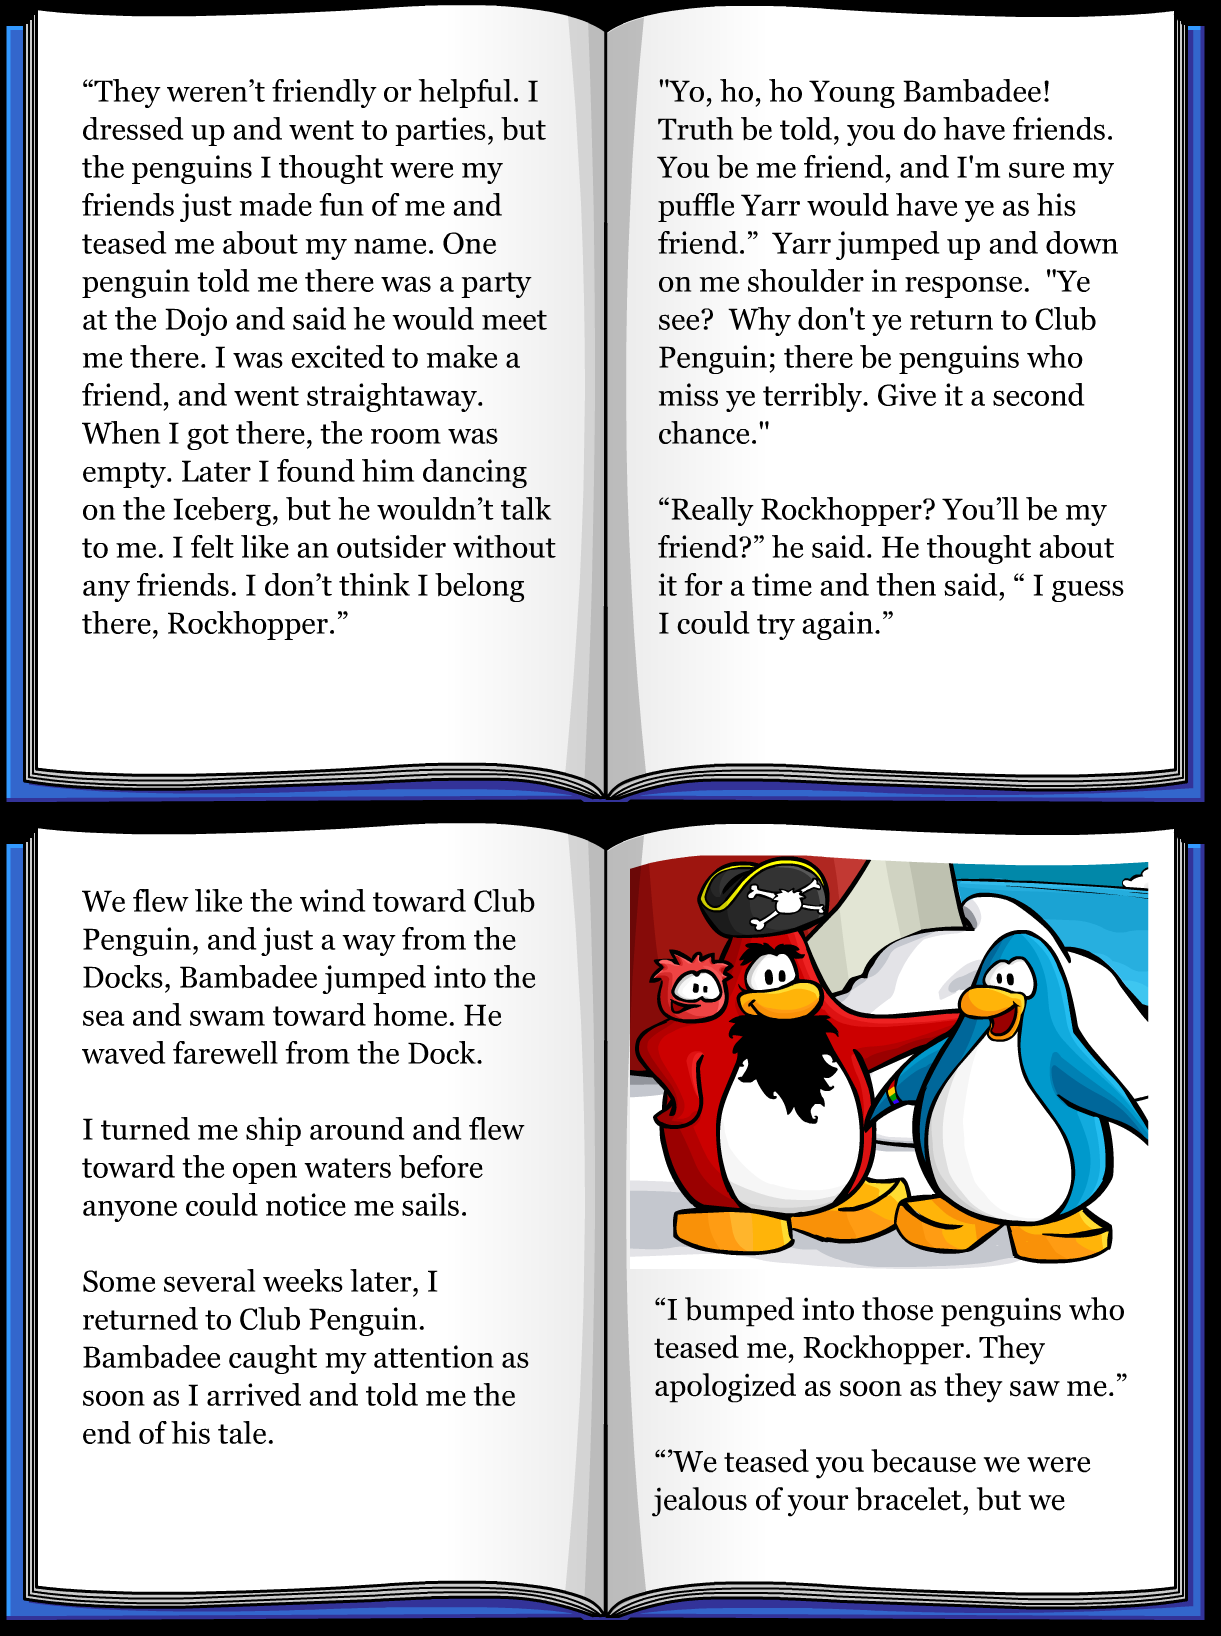 “They weren’t friendly or helpful. I
dressed up and went to parties, but
the penguins I thought were my
friends just made fun of me and
teased me about my name. One
penguin told me there was a party
at the Dojo and said he would meet
me there. I was excited to make a
friend, and went straightaway.
When I got there, the room was
empty. Later I found him dancing
on the Iceberg, but he wouldn’t talk
to me. I felt like an outsider without
any friends. I don’t think I belong
there, Rockhopper.”
"Yo, ho, ho Young Bambadee!
Truth be told, you do have friends.
You be me friend, and I'm sure my
puffle Yarr would have ye as his
friend.”  Yarr jumped up and down
on me shoulder in response.  "Ye
see?  Why don't ye return to Club
Penguin; there be penguins who
miss ye terribly. Give it a second
chance."
“Really Rockhopper? You’ll be my
friend?” he said. He thought about
it for a time and then said, “ I guess
I could try again.”
We flew like the wind toward Club
Penguin, and just a way from the
Docks, Bambadee jumped into the
sea and swam toward home. He
waved farewell from the Dock.
I turned me ship around and flew
toward the open waters before
anyone could notice me sails.
Some several weeks later, I
returned to Club Penguin.
Bambadee caught my attention as
soon as I arrived and told me the
end of his tale.
“I bumped into those penguins who
teased me, Rockhopper. They
apologized as soon as they saw me.”
“’We teased you because we were
jealous of your bracelet, but we